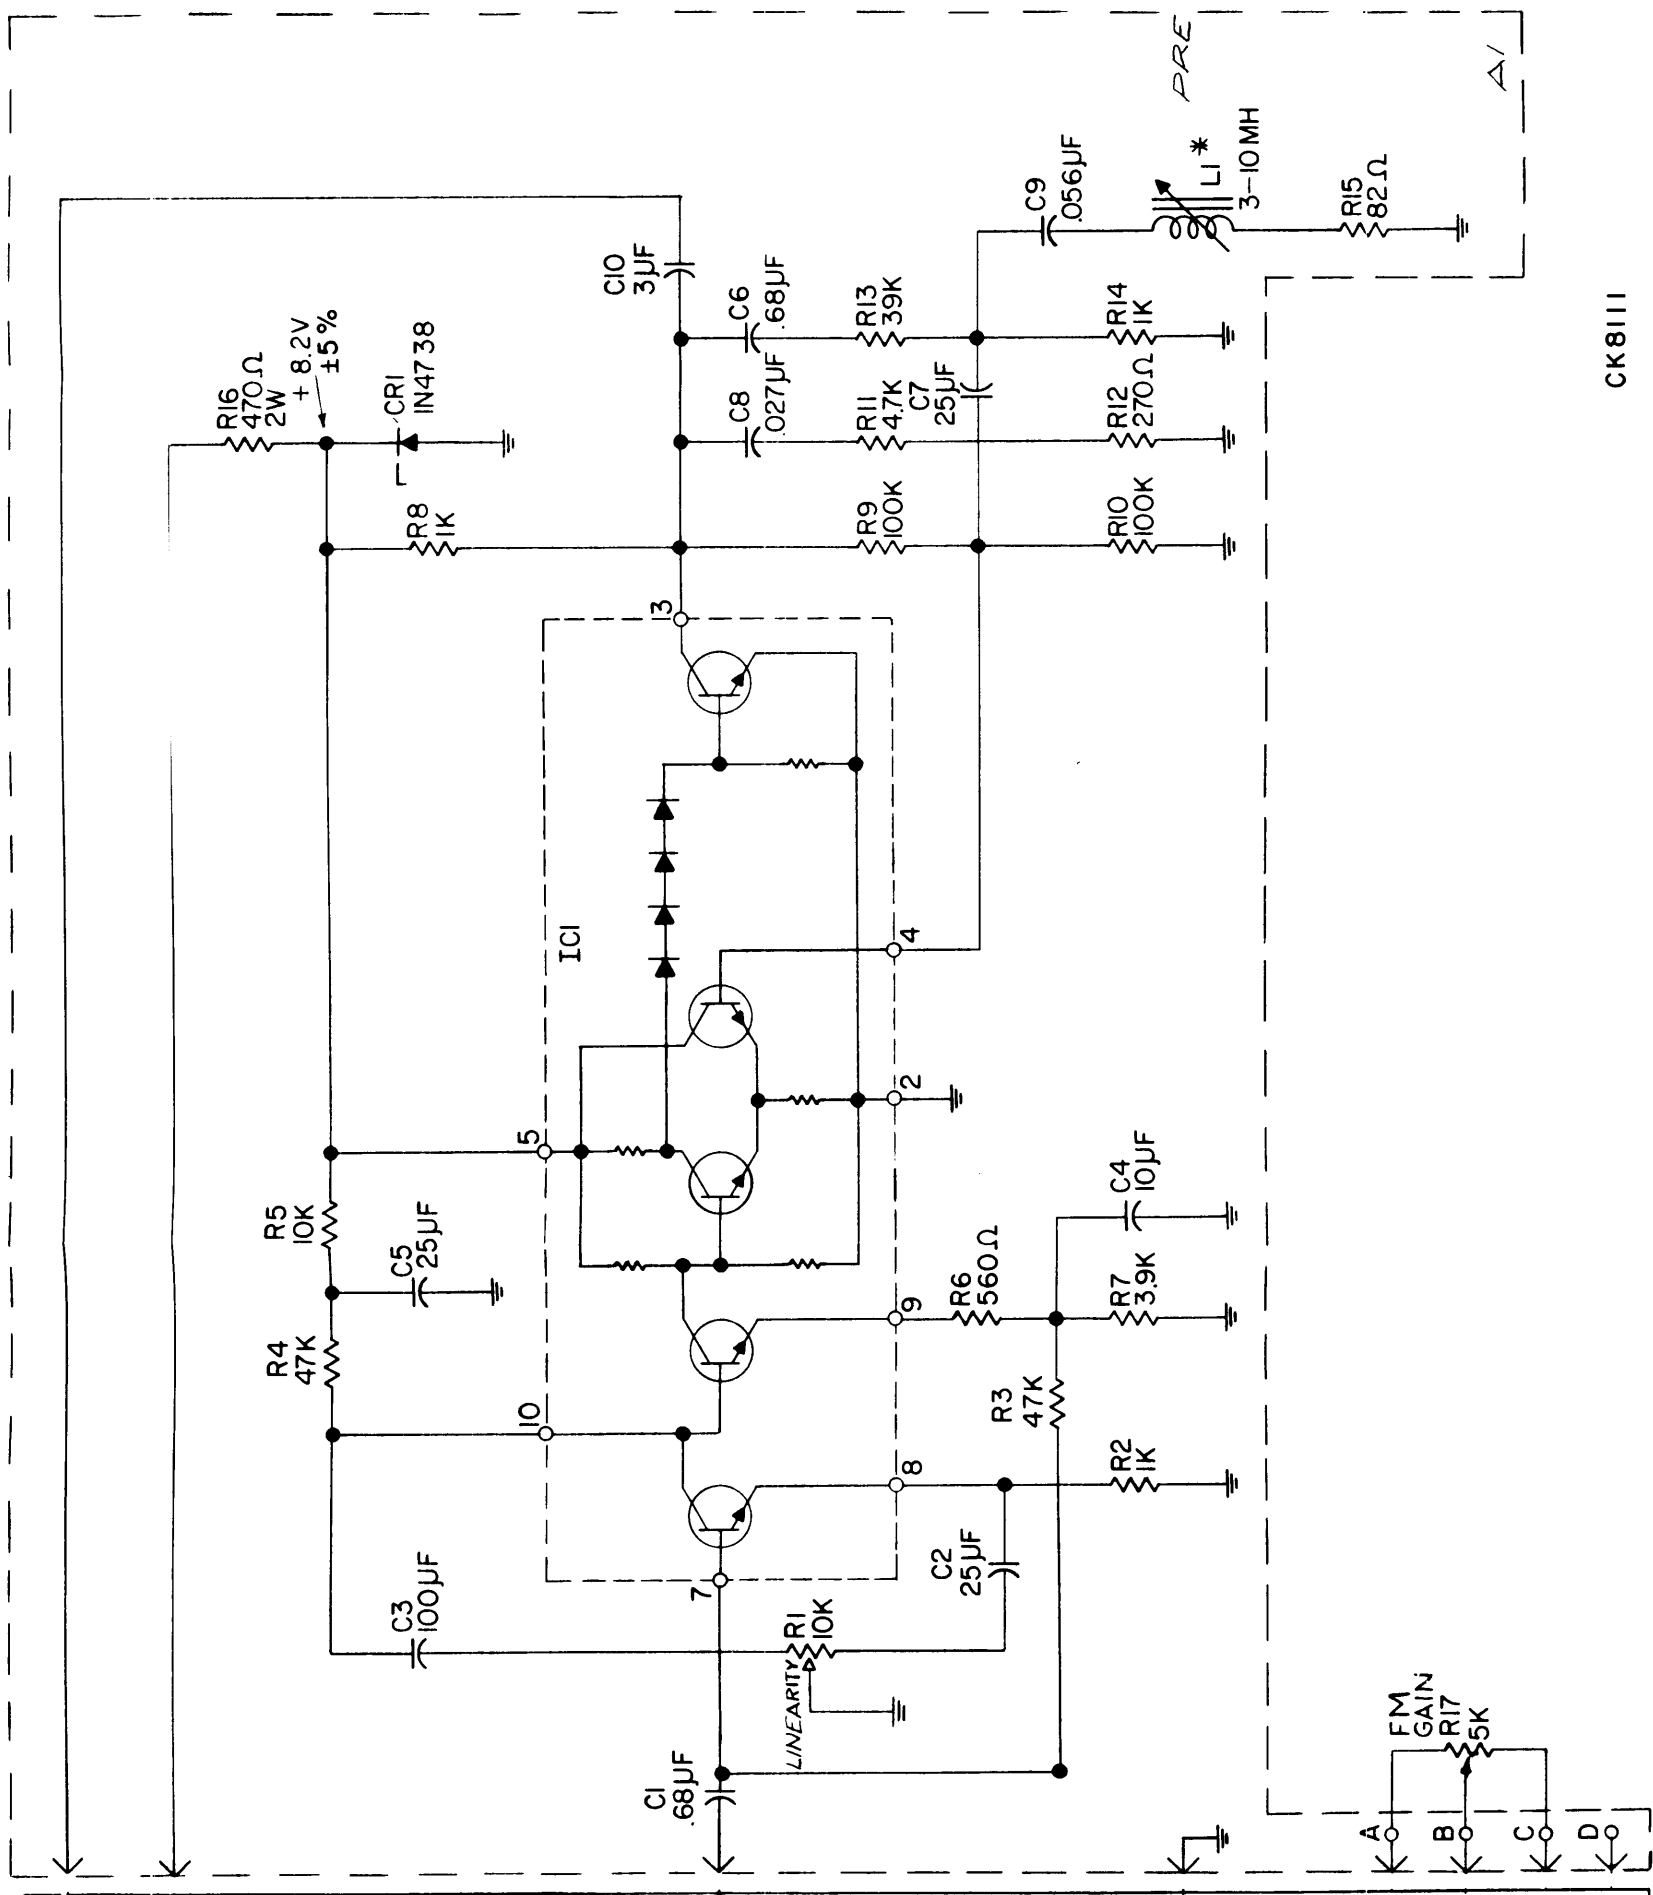 PRE
A1
C10
3µF
R16
470Ω
2W
+8.2V
±5%
CR1
1N4738
C9
.056µF
L1*
3-10MH
R15
82Ω
C6
.68µF
C8
.027µF
R13
39K
R11
4.7K
C7
25µF
R14
1K
R12
270Ω
R8
1K
R9
100K
R10
100K
CK8111
3
IC1
4
5
2
R5
10K
C5
25µF
R4
47K
C4
10µF
9
R6
560Ω
R7
3.9K
10
R3
47K
8
R2
1K
C3
100µF
7
C2
25µF
LINEARITY
R1
10K
C1
.68µF
FM
GAIN
R17
5K
A
B
C
D